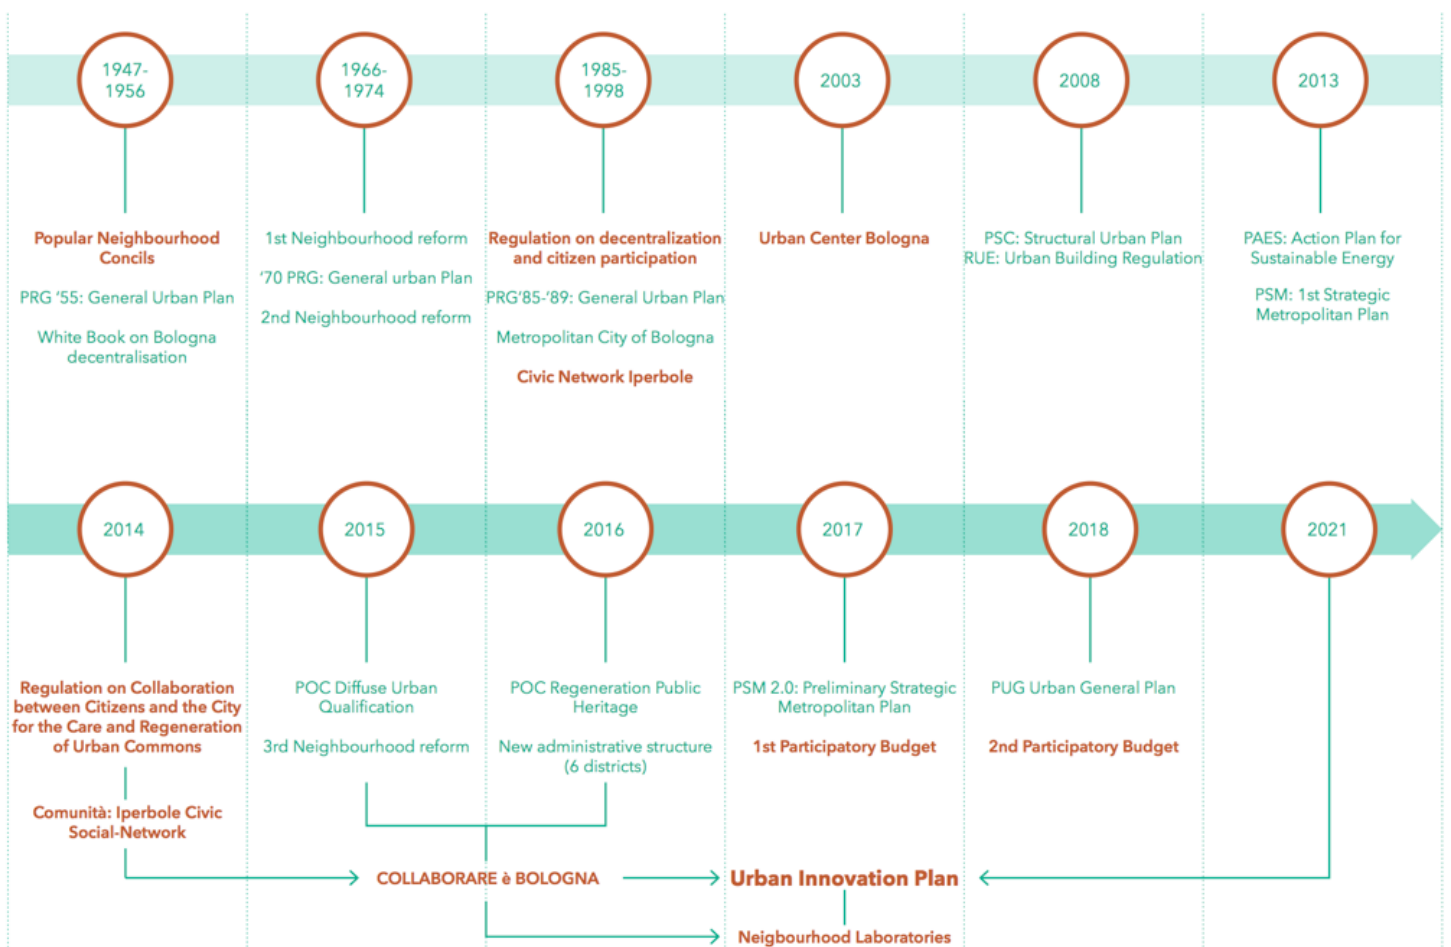 1947-
1956
1966-
1974
1985-
1998
2003
2008
2013
Popular Neighbourhood
Concils
PRG '55: General Urban Plan
White Book on Bologna
decentralisation
1st Neighbourhood reform
'70 PRG: General urban Plan
2nd Neighbourhood reform
Regulation on decentralization
and citizen participation
PRG'85-'89: General Urban Plan
Metropolitan City of Bologna
Civic Network Iperbole
Urban Center Bologna
PSC: Structural Urban Plan
RUE: Urban Building Regulation
PAES: Action Plan for
Sustainable Energy
PSM: 1st Strategic
Metropolitan Plan
2014
2015
2016
2017
2018
2021
Regulation on Collaboration
between Citizens and the City
for the Care and Regeneration
of Urban Commons
Comunità: Iperbole Civic
Social-Network
POC Diffuse Urban
Qualification
3rd Neighbourhood reform
POC Regeneration Public
Heritage
New administrative structure
(6 districts)
PSM 2.0: Preliminary Strategic
Metropolitan Plan
1st Participatory Budget
PUG Urban General Plan
2nd Participatory Budget
COLLABORARE è BOLOGNA
Urban Innovation Plan
Neigbourhood Laboratories